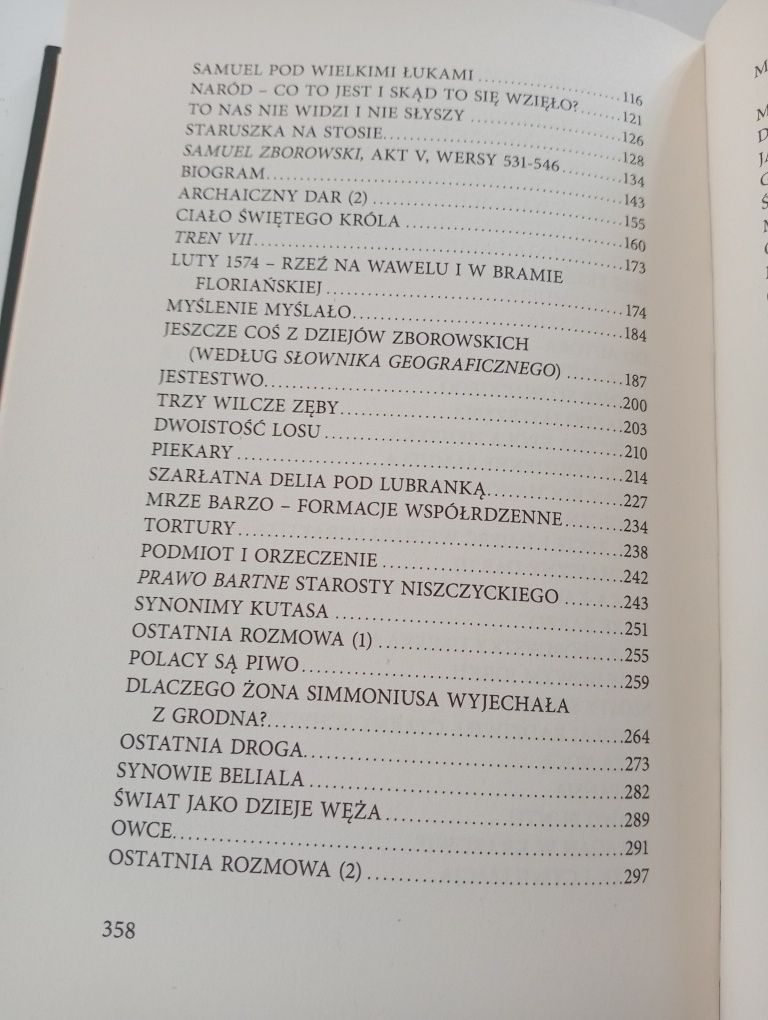 SAMUEL POD WIELKIMI ŁUKAMI ........................116
NARÓD – CO TO JEST I SKĄD TO SIĘ WZIĘŁO? .......121
TO NAS NIE WIDZI I NIE SŁYSZY ........................126
STARUSZKA NA STOSIE........................128
SAMUEL ZBOROWSKI, AKT V, WERSY 531-546..........134
BIOGRAM........................143
ARCHAICZNY DAR (2) ........................155
CIAŁO ŚWIĘTEGO KRÓLA ........................160
TREN VII........................173
LUTY 1574 – RZEŹ NA WAWELU I W BRAMIE
FLORIAŃSKIEJ ........................174
MYŚLENIE MYŚLAŁO........................184
JESZCZE COŚ Z DZIEJÓW ZBOROWSKICH
(WEDŁUG SŁOWNIKA GEOGRAFICZNEGO) .........187
JESTESTWO........................200
TRZY WILCZE ZĘBY........................203
DWOISTOŚĆ LOSU ........................210
PIEKARY ........................214
SZARŁATNA DELIA POD LUBRANKĄ........................227
MRZE BARZO – FORMACJE WSPÓŁRDZENNE.........234
TORTURY ........................238
PODMIOT I ORZECZENIE ........................242
PRAWO BARTNE STAROSTY NISZCZYCKIEGO .........243
SYNONIMY KUTASA ........................251
OSTATNIA ROZMOWA (1) ........................255
POLACY SĄ PIWO........................259
DLACZEGO ŻONA SIMMONIUSA WYJECHAŁA
Z GRODNA?........................264
OSTATNIA DROGA........................273
SYNOWIE BELIALA ........................282
ŚWIAT JAKO DZIEJE WĘŻA ........................289
OWCE........................291
OSTATNIA ROZMOWA (2) ........................297
358